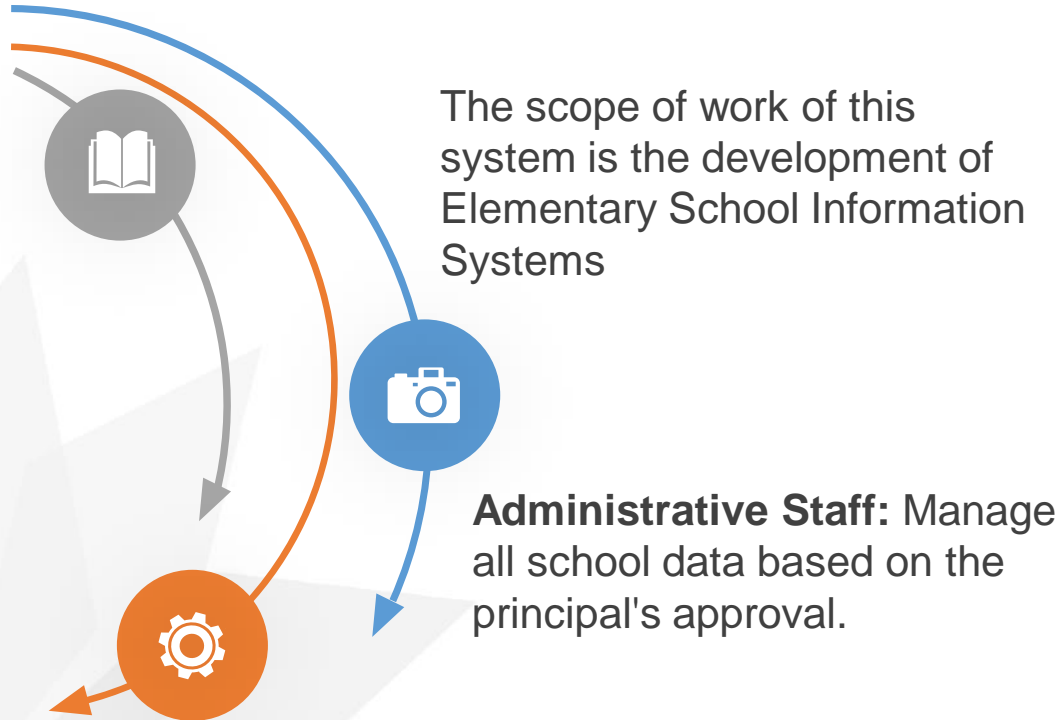 The scope of work of this
system is the development of
Elementary School Information
Systems
Administrative Staff: Manage
all school data based on the
principal's approval.